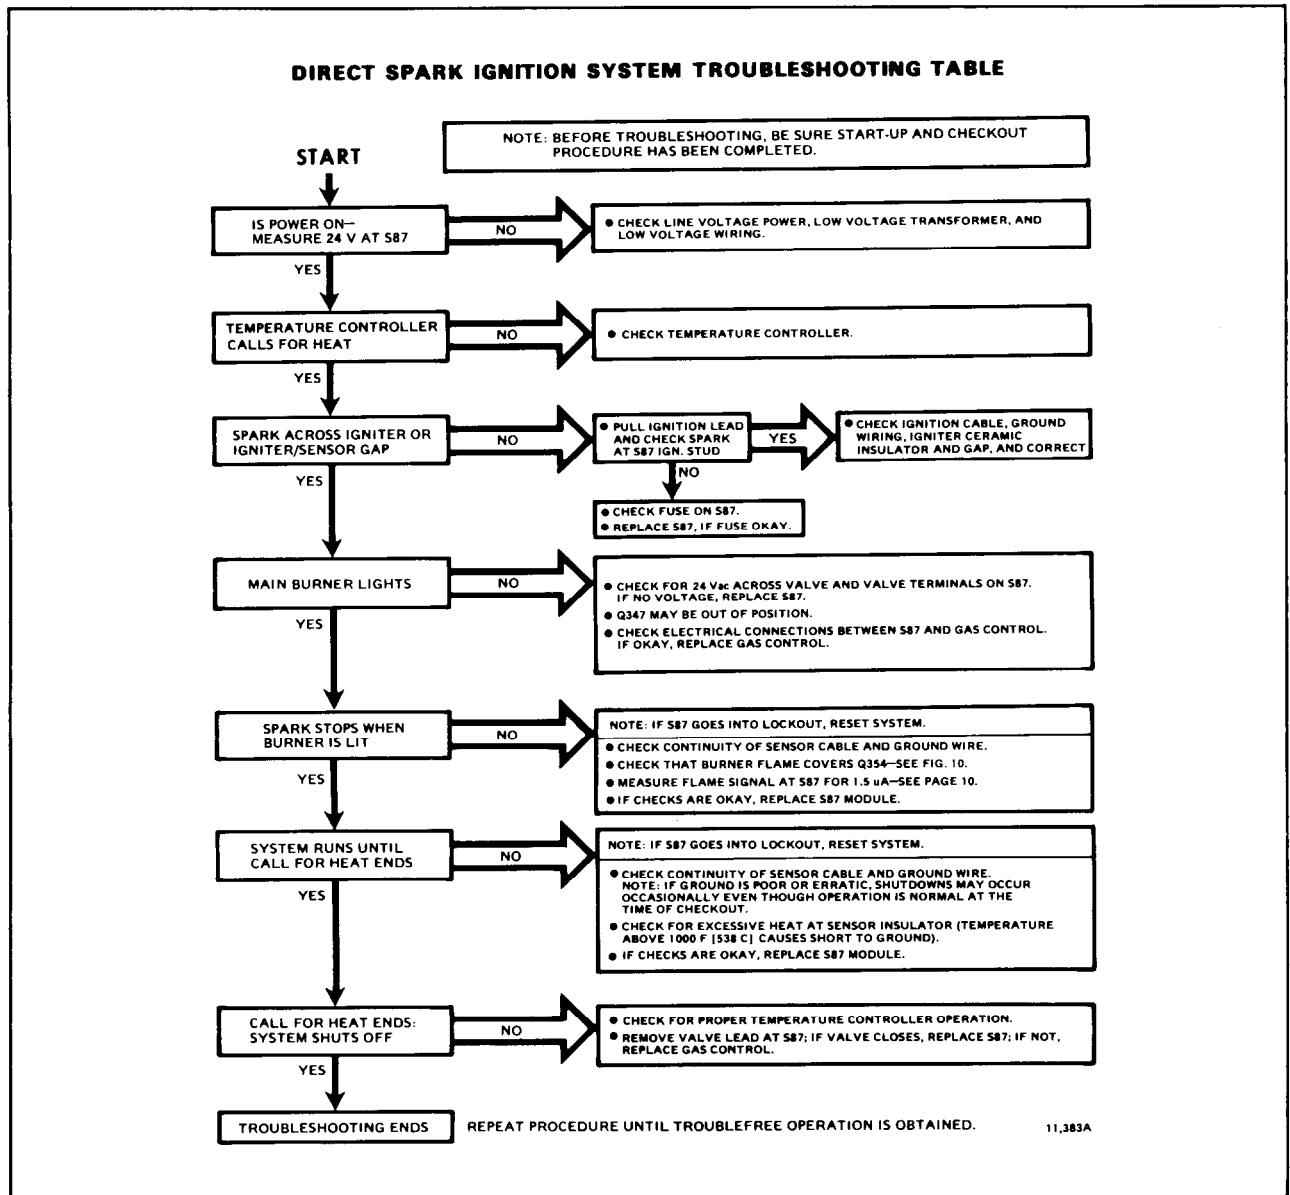 DIRECT SPARK IGNITION SYSTEM TROUBLESHOOTING TABLE
NOTE: BEFORE TROUBLESHOOTING, BE SURE START-UP AND CHECKOUT
PROCEDURE HAS BEEN COMPLETED.
START
IS POWER ON—
MEASURE 24 V AT S87
NO
● CHECK LINE VOLTAGE POWER, LOW VOLTAGE TRANSFORMER, AND
LOW VOLTAGE WIRING.
YES
TEMPERATURE CONTROLLER
CALLS FOR HEAT
NO
● CHECK TEMPERATURE CONTROLLER.
YES
SPARK ACROSS IGNITER OR
IGNITER/SENSOR GAP
NO
● PULL IGNITION LEAD
AND CHECK SPARK
AT S87 IGN. STUD
YES
● CHECK IGNITION CABLE, GROUND
WIRING, IGNITER CERAMIC
INSULATOR AND GAP, AND CORRECT
NO
● CHECK FUSE ON S87.
● REPLACE S87, IF FUSE OKAY.
YES
MAIN BURNER LIGHTS
NO
● CHECK FOR 24 Vac ACROSS VALVE AND VALVE TERMINALS ON S87.
IF NO VOLTAGE, REPLACE S87.
● Q347 MAY BE OUT OF POSITION.
● CHECK ELECTRICAL CONNECTIONS BETWEEN S87 AND GAS CONTROL.
IF OKAY, REPLACE GAS CONTROL.
YES
SPARK STOPS WHEN
BURNER IS LIT
NO
NOTE: IF S87 GOES INTO LOCKOUT, RESET SYSTEM.
● CHECK CONTINUITY OF SENSOR CABLE AND GROUND WIRE.
● CHECK THAT BURNER FLAME COVERS Q354—SEE FIG. 10.
● MEASURE FLAME SIGNAL AT S87 FOR 1.5 uA—SEE PAGE 10.
● IF CHECKS ARE OKAY, REPLACE S87 MODULE.
YES
SYSTEM RUNS UNTIL
CALL FOR HEAT ENDS
NO
NOTE: IF S87 GOES INTO LOCKOUT, RESET SYSTEM.
● CHECK CONTINUITY OF SENSOR CABLE AND GROUND WIRE.
NOTE: IF GROUND IS POOR OR ERRATIC, SHUTDOWNS MAY OCCUR
OCCASIONALLY EVEN THOUGH OPERATION IS NORMAL AT THE
TIME OF CHECKOUT.
● CHECK FOR EXCESSIVE HEAT AT SENSOR INSULATOR (TEMPERATURE
ABOVE 1000 F [538 C] CAUSES SHORT TO GROUND).
● IF CHECKS ARE OKAY, REPLACE S87 MODULE.
YES
CALL FOR HEAT ENDS:
SYSTEM SHUTS OFF
NO
● CHECK FOR PROPER TEMPERATURE CONTROLLER OPERATION.
● REMOVE VALVE LEAD AT S87; IF VALVE CLOSES, REPLACE S87; IF NOT,
REPLACE GAS CONTROL.
YES
TROUBLESHOOTING ENDS
REPEAT PROCEDURE UNTIL TROUBLEFREE OPERATION IS OBTAINED.
11,383A